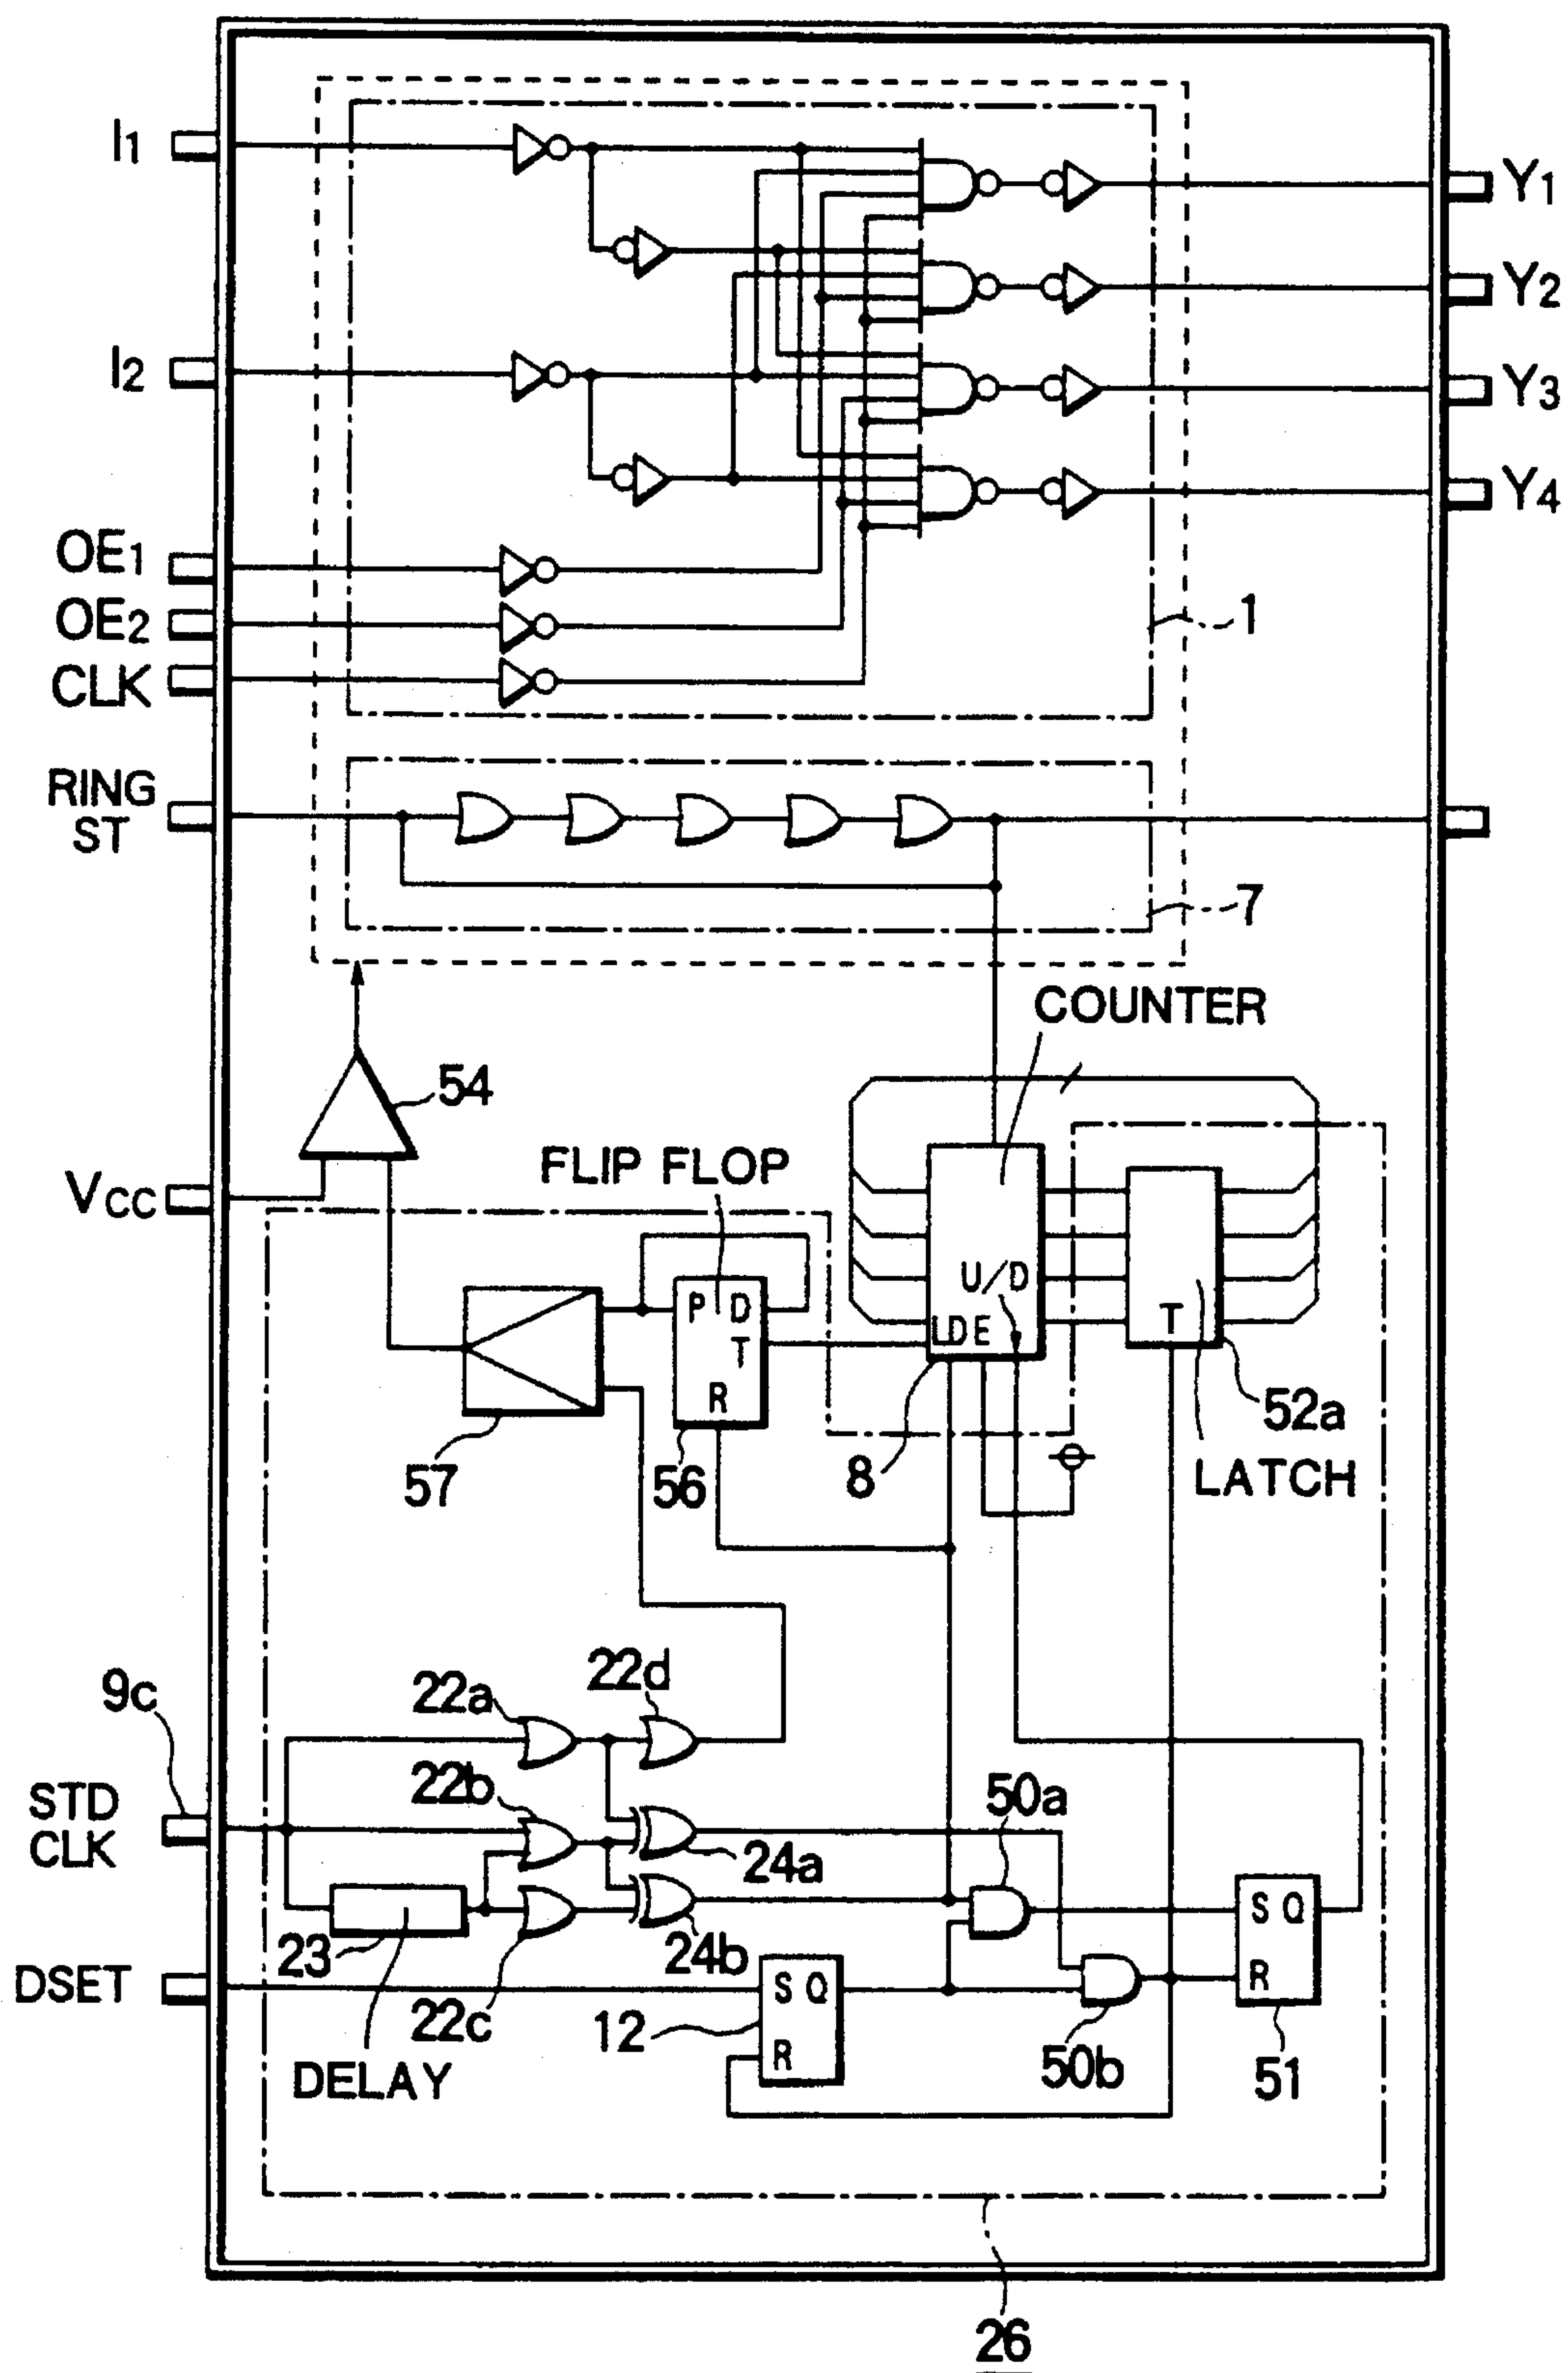 I1
Y1
Y2
I2
Y3
Y4
OE1
OE2
CLK
1
RING
ST
7
COUNTER
54
FLIP FLOP
VCC
U/D
P D
T
R
LD E
T
52a
57
56
8
LATCH
9c
22a
22d
22b
50a
STD
CLK
24a
S Q
23
24b
DSET
S Q
R
22c
12
R
50b
51
DELAY
26